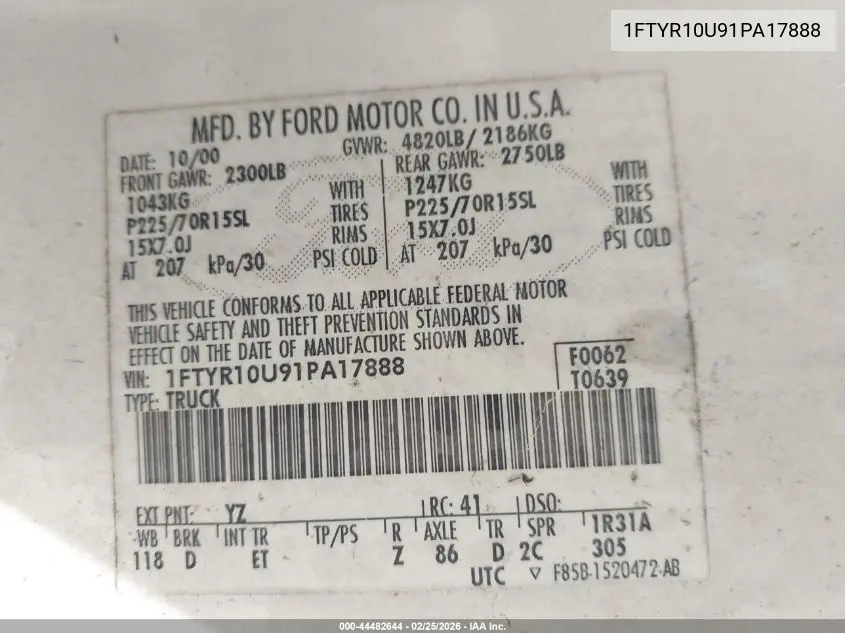 1FTYR10U91PA17888
MFD. BY FORD MOTOR CO. IN U.S.A.
DATE: 10/00 GVWR: 4820LB/ 2186KG
FRONT GAWR: 2300LB REAR GAWR: 2750LB
1043KG WITH 1247KG WITH
P225/70R15SL TIRES P225/70R15SL TIRES
15X7.0J RIMS 15X7.0J RIMS
AT 207 kPa/30 PSI COLD AT 207 kPa/30 PSI COLD
THIS VEHICLE CONFORMS TO ALL APPLICABLE FEDERAL MOTOR
VEHICLE SAFETY AND THEFT PREVENTION STANDARDS IN
EFFECT ON THE DATE OF MANUFACTURE SHOWN ABOVE.
VIN: 1FTYR10U91PA17888 F0062
TYPE: TRUCK T0639
EXT PNT: YZ RC: 41 DSO:
WB BRK INT TR TP/PS R AXLE TR SPR 1R31A
118 D ET Z 86 D 2C 305
UTC ▽ F85B-1520472-AB
000-44482644 - 02/25/2026 - IAA Inc.